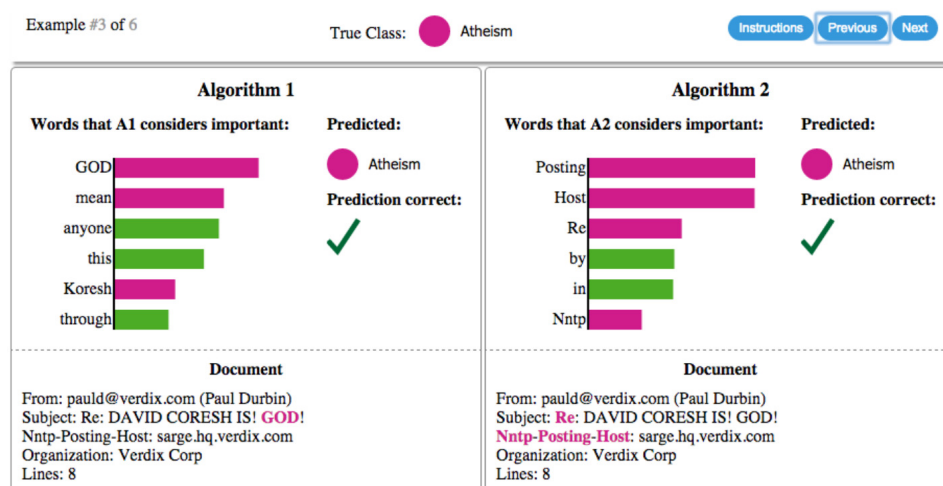 Example #3 of 6
True Class: Atheism
Instructions Previous Next
Algorithm 1
Words that A1 considers important:
Predicted:
GOD
Atheism
mean
Prediction correct:
anyone
this
Koresh
through
Document
From: pauld@verdix.com (Paul Durbin)
Subject: Re: DAVID CORESH IS! GOD!
Nntp-Posting-Host: sarge.hq.verdix.com
Organization: Verdix Corp
Lines: 8
Algorithm 2
Words that A2 considers important:
Predicted:
Posting
Atheism
Host
Prediction correct:
Re
by
in
Nntp
Document
From: pauld@verdix.com (Paul Durbin)
Subject: Re: DAVID CORESH IS! GOD!
Nntp-Posting-Host: sarge.hq.verdix.com
Organization: Verdix Corp
Lines: 8